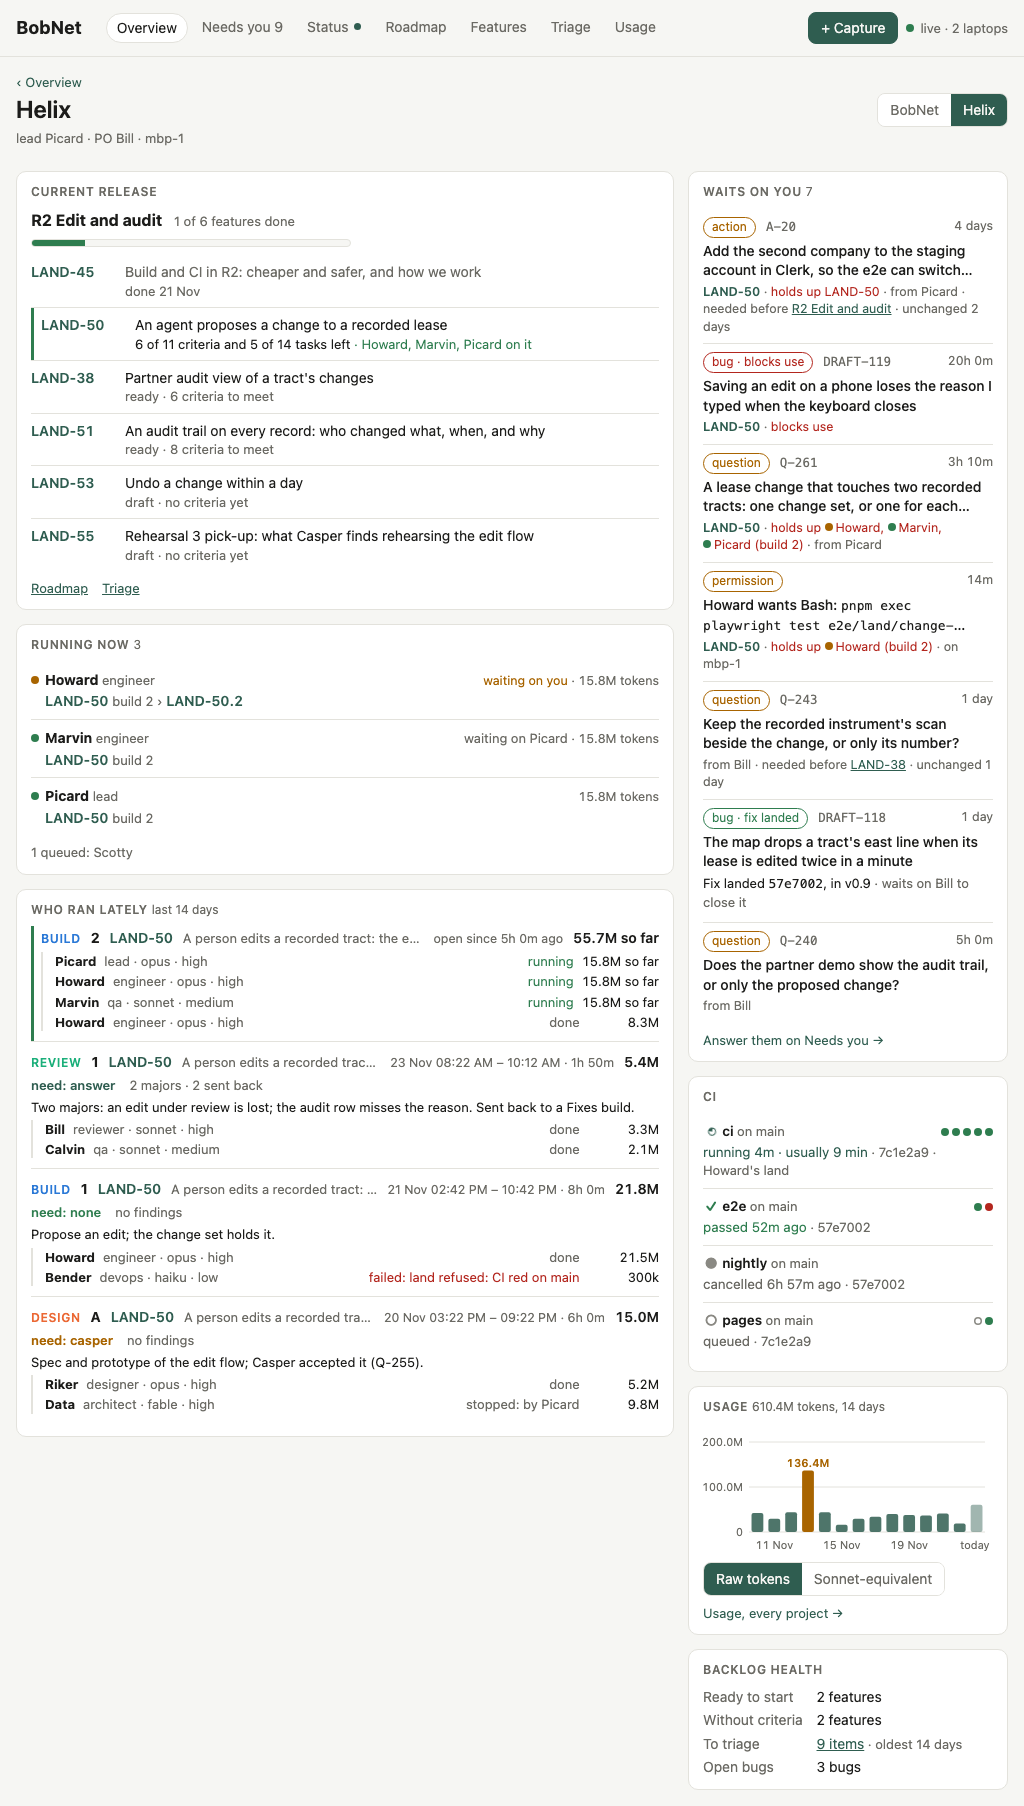 BobNet
Overview
Needs you 9
Status
Roadmap
Features
Triage
Usage
+ Capture
live · 2 laptops
‹ Overview
Helix
lead Picard · PO Bill · mbp-1
BobNet
Helix
CURRENT RELEASE
R2 Edit and audit 1 of 6 features done
LAND-45 Build and CI in R2: cheaper and safer, and how we work
done 21 Nov
LAND-50 An agent proposes a change to a recorded lease
6 of 11 criteria and 5 of 14 tasks left · Howard, Marvin, Picard on it
LAND-38 Partner audit view of a tract's changes
ready · 6 criteria to meet
LAND-51 An audit trail on every record: who changed what, when, and why
ready · 8 criteria to meet
LAND-53 Undo a change within a day
draft · no criteria yet
LAND-55 Rehearsal 3 pick-up: what Casper finds rehearsing the edit flow
draft · no criteria yet
Roadmap Triage
RUNNING NOW 3
Howard engineer waiting on you · 15.8M tokens
LAND-50 build 2 › LAND-50.2
Marvin engineer waiting on Picard · 15.8M tokens
LAND-50 build 2
Picard lead 15.8M tokens
LAND-50 build 2
1 queued: Scotty
WHO RAN LATELY last 14 days
BUILD 2 LAND-50 A person edits a recorded tract: the e... open since 5h 0m ago 55.7M so far
Picard lead · opus · high running 15.8M so far
Howard engineer · opus · high running 15.8M so far
Marvin qa · sonnet · medium running 15.8M so far
Howard engineer · opus · high done 8.3M
REVIEW 1 LAND-50 A person edits a recorded trac... 23 Nov 08:22 AM – 10:12 AM · 1h 50m 5.4M
need: answer 2 majors · 2 sent back
Two majors: an edit under review is lost; the audit row misses the reason. Sent back to a Fixes build.
Bill reviewer · sonnet · high done 3.3M
Calvin qa · sonnet · medium done 2.1M
BUILD 1 LAND-50 A person edits a recorded tract: ... 21 Nov 02:42 PM – 10:42 PM · 8h 0m 21.8M
need: none no findings
Propose an edit; the change set holds it.
Howard engineer · opus · high done 21.5M
Bender devops · haiku · low failed: land refused: CI red on main 300k
DESIGN A LAND-50 A person edits a recorded tra... 20 Nov 03:22 PM – 09:22 PM · 6h 0m 15.0M
need: casper no findings
Spec and prototype of the edit flow; Casper accepted it (Q-255).
Riker designer · opus · high done 5.2M
Data architect · fable · high stopped: by Picard 9.8M
WAITS ON YOU 7
action A-20 4 days
Add the second company to the staging
account in Clerk, so the e2e can switch...
LAND-50 · holds up LAND-50 · from Picard ·
needed before R2 Edit and audit · unchanged 2
days
bug · blocks use DRAFT-119 20h 0m
Saving an edit on a phone loses the reason I
typed when the keyboard closes
LAND-50 · blocks use
question Q-261 3h 10m
A lease change that touches two recorded
tracts: one change set, or one for each...
LAND-50 · holds up Howard, Marvin,
Picard (build 2) · from Picard
permission 14m
Howard wants Bash: pnpm exec
playwright test e2e/land/change-...
LAND-50 · holds up Howard (build 2) · on
mbp-1
question Q-243 1 day
Keep the recorded instrument's scan
beside the change, or only its number?
from Bill · needed before LAND-38 · unchanged 1
day
bug · fix landed DRAFT-118 1 day
The map drops a tract's east line when its
lease is edited twice in a minute
Fix landed 57e7002, in v0.9 · waits on Bill to
close it
question Q-240 5h 0m
Does the partner demo show the audit trail,
or only the proposed change?
from Bill
Answer them on Needs you →
CI
ci on main
running 4m · usually 9 min · 7c1e2a9 ·
Howard's land
e2e on main
passed 52m ago · 57e7002
nightly on main
cancelled 6h 57m ago · 57e7002
pages on main
queued · 7c1e2a9
USAGE 610.4M tokens, 14 days
200.0M
136.4M
100.0M
0
11 Nov 15 Nov 19 Nov today
Raw tokens Sonnet-equivalent
Usage, every project →
BACKLOG HEALTH
Ready to start 2 features
Without criteria 2 features
To triage 9 items · oldest 14 days
Open bugs 3 bugs